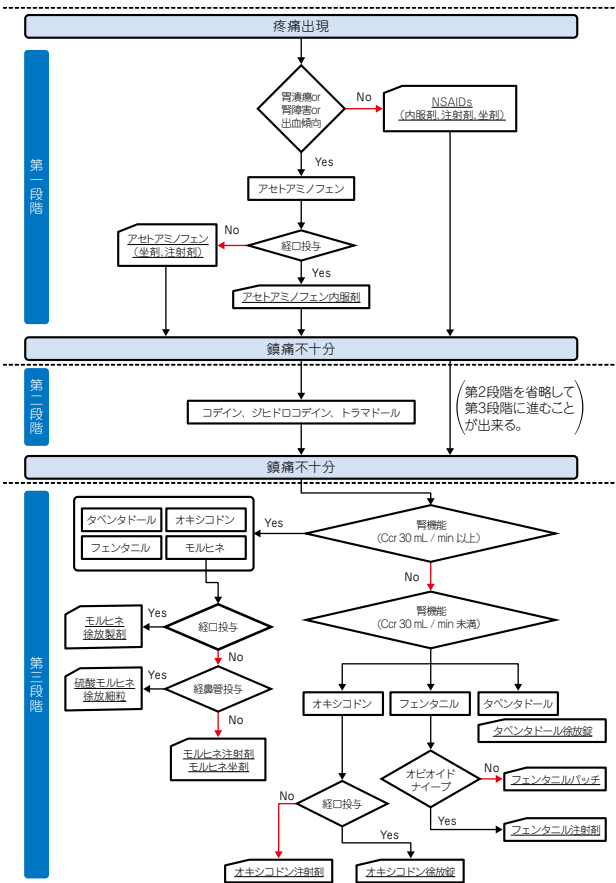 疼痛出現
第一段階
胃潰瘍or
腎障害or
出血傾向
No
NSAIDs
（内服剤、注射剤、坐剤）
Yes
アセトアミノフェン
アセトアミノフェン
（坐剤、注射剤）
No
経口投与
Yes
アセトアミノフェン内服剤
鎮痛不十分
第二段階
コデイン、ジヒドロコデイン、トラマドール
（第2段階を省略して
第3段階に進むこと
が出来る。）
鎮痛不十分
第三段階
タペンタドール
オキシコドン
フェンタニル
モルヒネ
Yes
腎機能
(Ccr 30 mL / min 以上)
No
腎機能
(Ccr 30 mL / min 未満)
モルヒネ
徐放製剤
Yes
経口投与
No
硫酸モルヒネ
徐放細粒
Yes
経鼻管投与
No
モルヒネ注射剤
モルヒネ坐剤
オキシコドン
フェンタニル
タペンタドール
タペンタドール徐放錠
オピオイド
ナイーブ
No
フェンタニルパッチ
Yes
フェンタニル注射剤
No
経口投与
Yes
オキシコドン注射剤
オキシコドン徐放錠